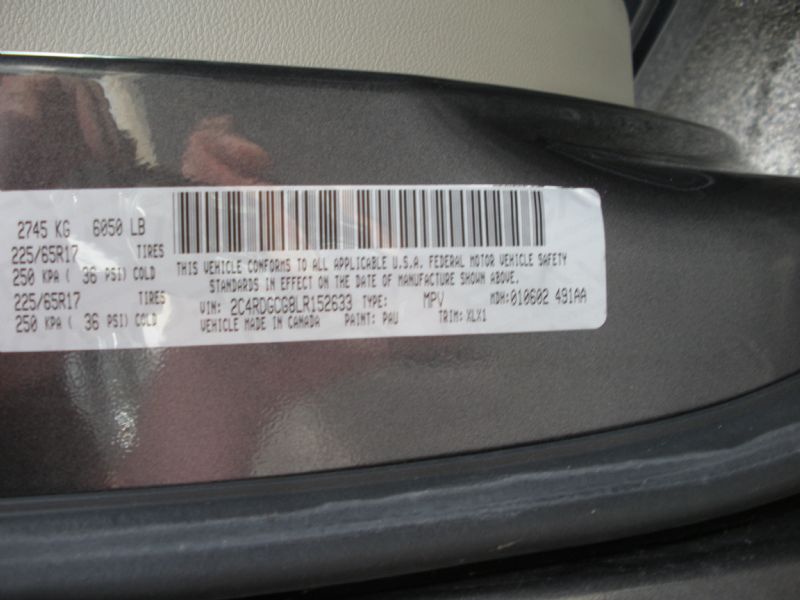 2745 KG 6050 LB
225/65R17 TIRES
250 KPA ( 36 PSI) COLD
225/65R17 TIRES
250 KPA ( 36 PSI) COLD
THIS VEHICLE CONFORMS TO ALL APPLICABLE U.S.A. FEDERAL MOTOR VEHICLE SAFETY
STANDARDS IN EFFECT ON THE DATE OF MANUFACTURE SHOWN ABOVE.
VIN: 2C4RDGCG8LR152633 TYPE: MPV MDH:010602 491AA
VEHICLE MADE IN CANADA PAINT: PAU TRIM: XLX1